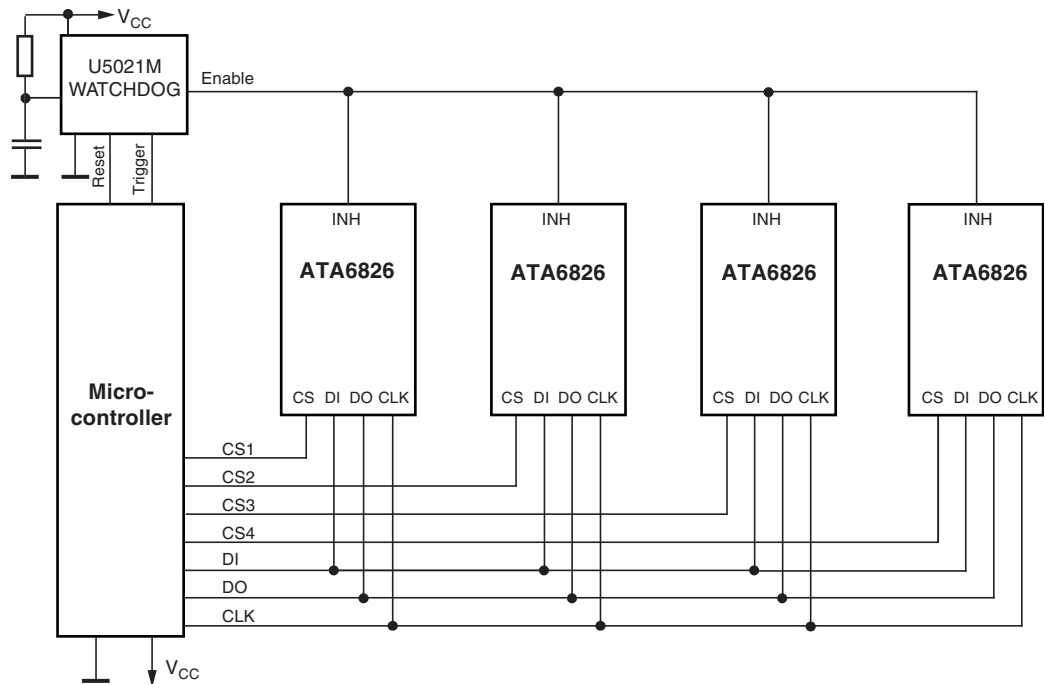 VCC
U5021M
WATCHDOG
Enable
Reset
Trigger
INH
INH
INH
INH
ATA6826
ATA6826
ATA6826
ATA6826
Micro-
controller
CS DI DO CLK
CS DI DO CLK
CS DI DO CLK
CS DI DO CLK
CS1
CS2
CS3
CS4
DI
DO
CLK
VCC